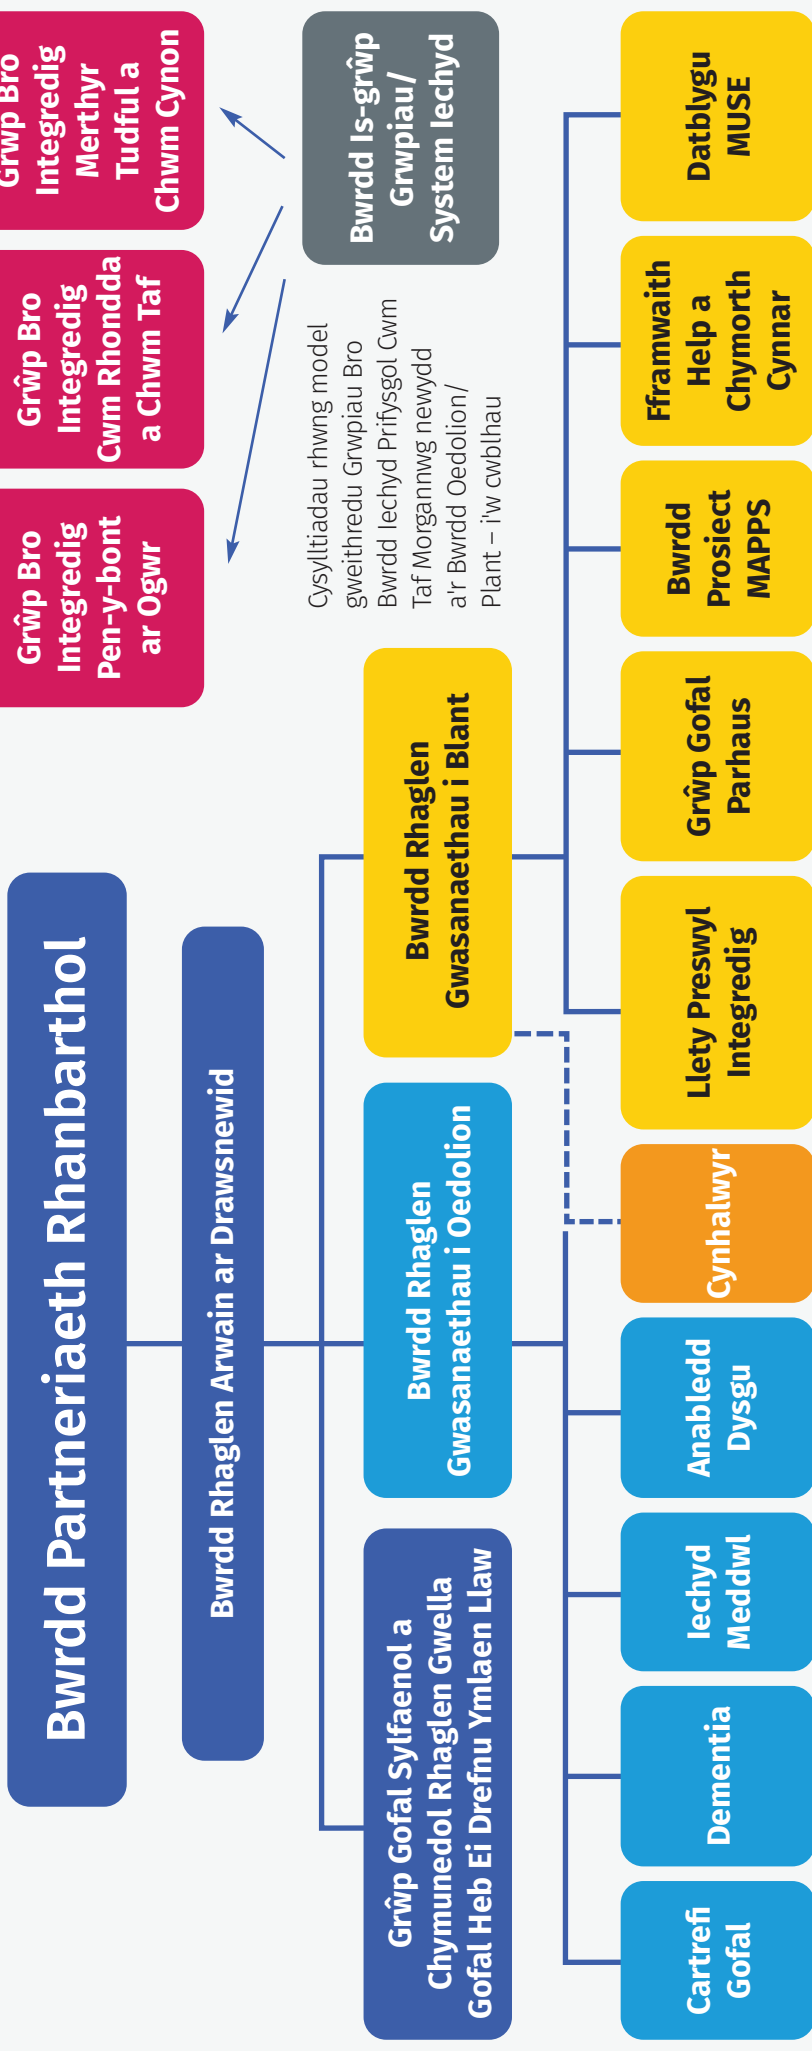 Bwrdd Partneriaeth Rhanbarthol
Bwrdd Rhaglen Arwain ar Drawsnewid
Grŵp Bro
Integredig
Pen-y-bont
ar Ogwr
Grŵp Bro
Integredig
Cwm Rhondda
a Chwm Taf
Grŵp Bro
Integredig
Merthyr
Tudful a
Chwm Cynon
Grŵp Gofal Sylfaenol a
Chymunedol Rhaglen Gwella
Gofal Heb Ei Drefnu Ymlaen Llaw
Bwrdd Rhaglen
Gwasanaethau i Oedolion
Bwrdd Rhaglen
Gwasanaethau i Blant
Cysylltiadau rhwng model
gweithredu Grwpiau Bro
Bwrdd Iechyd Prifysgol Cwm
Taf Morgannwg newydd
a'r Bwrdd Oedolion/
Plant – i'w cwblhau
Bwrdd Is-grŵp
Grwpiau/
System Iechyd
Cartrefi
Gofal
Dementia
Iechyd
Meddwl
Anabledd
Dysgu
Cynhalwyr
Llety Preswyl
Integredig
Grŵp Gofal
Parhaus
Bwrdd
Prosiect
MAPPS
Fframwaith
Help a
Chymorth
Cynnar
Datblygu
MUSE